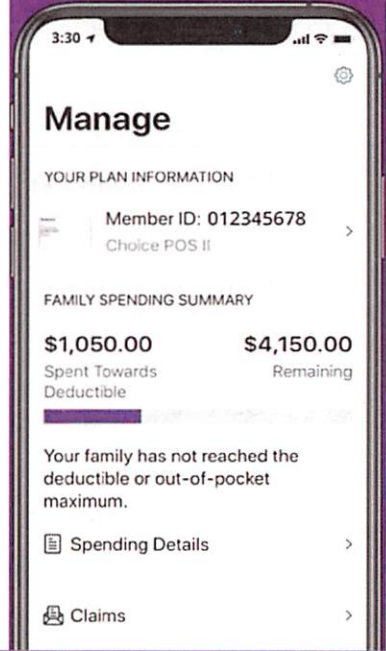 3:30
Manage
YOUR PLAN INFORMATION
Member ID: 012345678
Choice POS II
FAMILY SPENDING SUMMARY
$1,050.00 $4,150.00
Spent Towards Remaining
Deductible
Your family has not reached the
deductible or out-of-pocket
maximum.
Spending Details
Claims